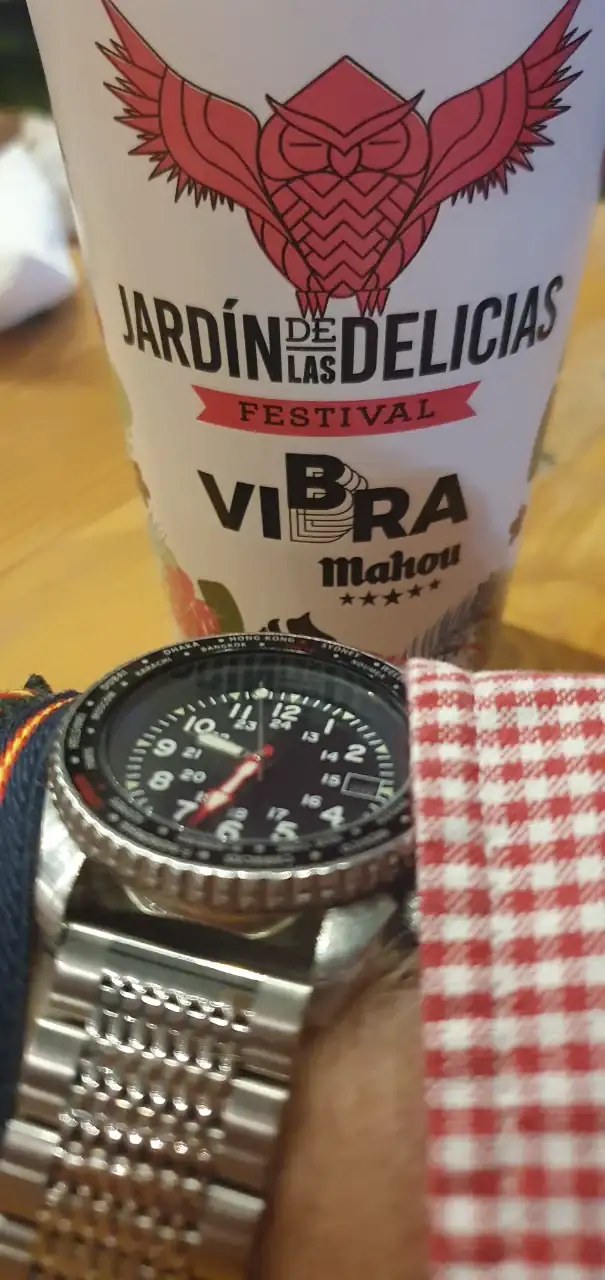 JARDÍN DE LAS DELICIAS
FESTIVAL
VIBRA
Mahou
DUBAI DHAKA HONG KONG SYDNEY
KARACHI BANGKOK
11 12 1
10 23 24 13
9 14 2
21 15
8 20 16
7 17 4
6 5